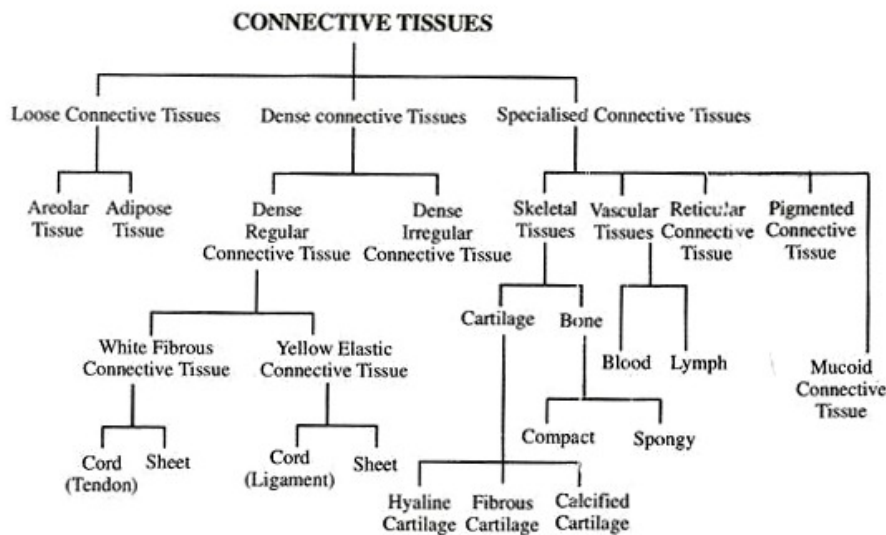 CONNECTIVE TISSUES
Loose Connective Tissues
Dense connective Tissues
Specialised Connective Tissues
Areolar
Tissue
Adipose
Tissue
Dense
Regular
Connective Tissue
Dense
Irregular
Connective Tissue
Skeletal
Tissues
Vascular
Tissues
Reticular
Connective
Tissue
Pigmented
Connective
Tissue
Cartilage
Bone
White Fibrous
Connective Tissue
Yellow Elastic
Connective Tissue
Blood
Lymph
Mucoid
Connective
Tissue
Cord
(Tendon)
Sheet
Cord
(Ligament)
Sheet
Compact
Spongy
Hyaline
Cartilage
Fibrous
Cartilage
Calcified
Cartilage